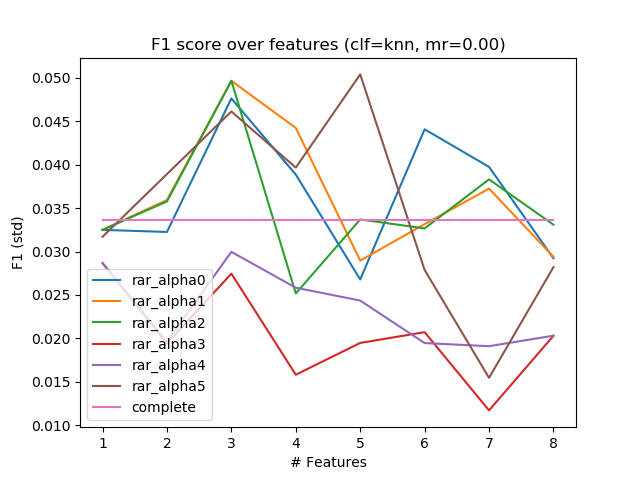 F1 score over features (clf=knn, mr=0.00)
F1 (std)
0.050
0.045
0.040
0.035
0.030
0.025
0.020
0.015
0.010
rar_alpha0
rar_alpha1
rar_alpha2
rar_alpha3
rar_alpha4
rar_alpha5
complete
1 2 3 4 5 6 7 8
# Features